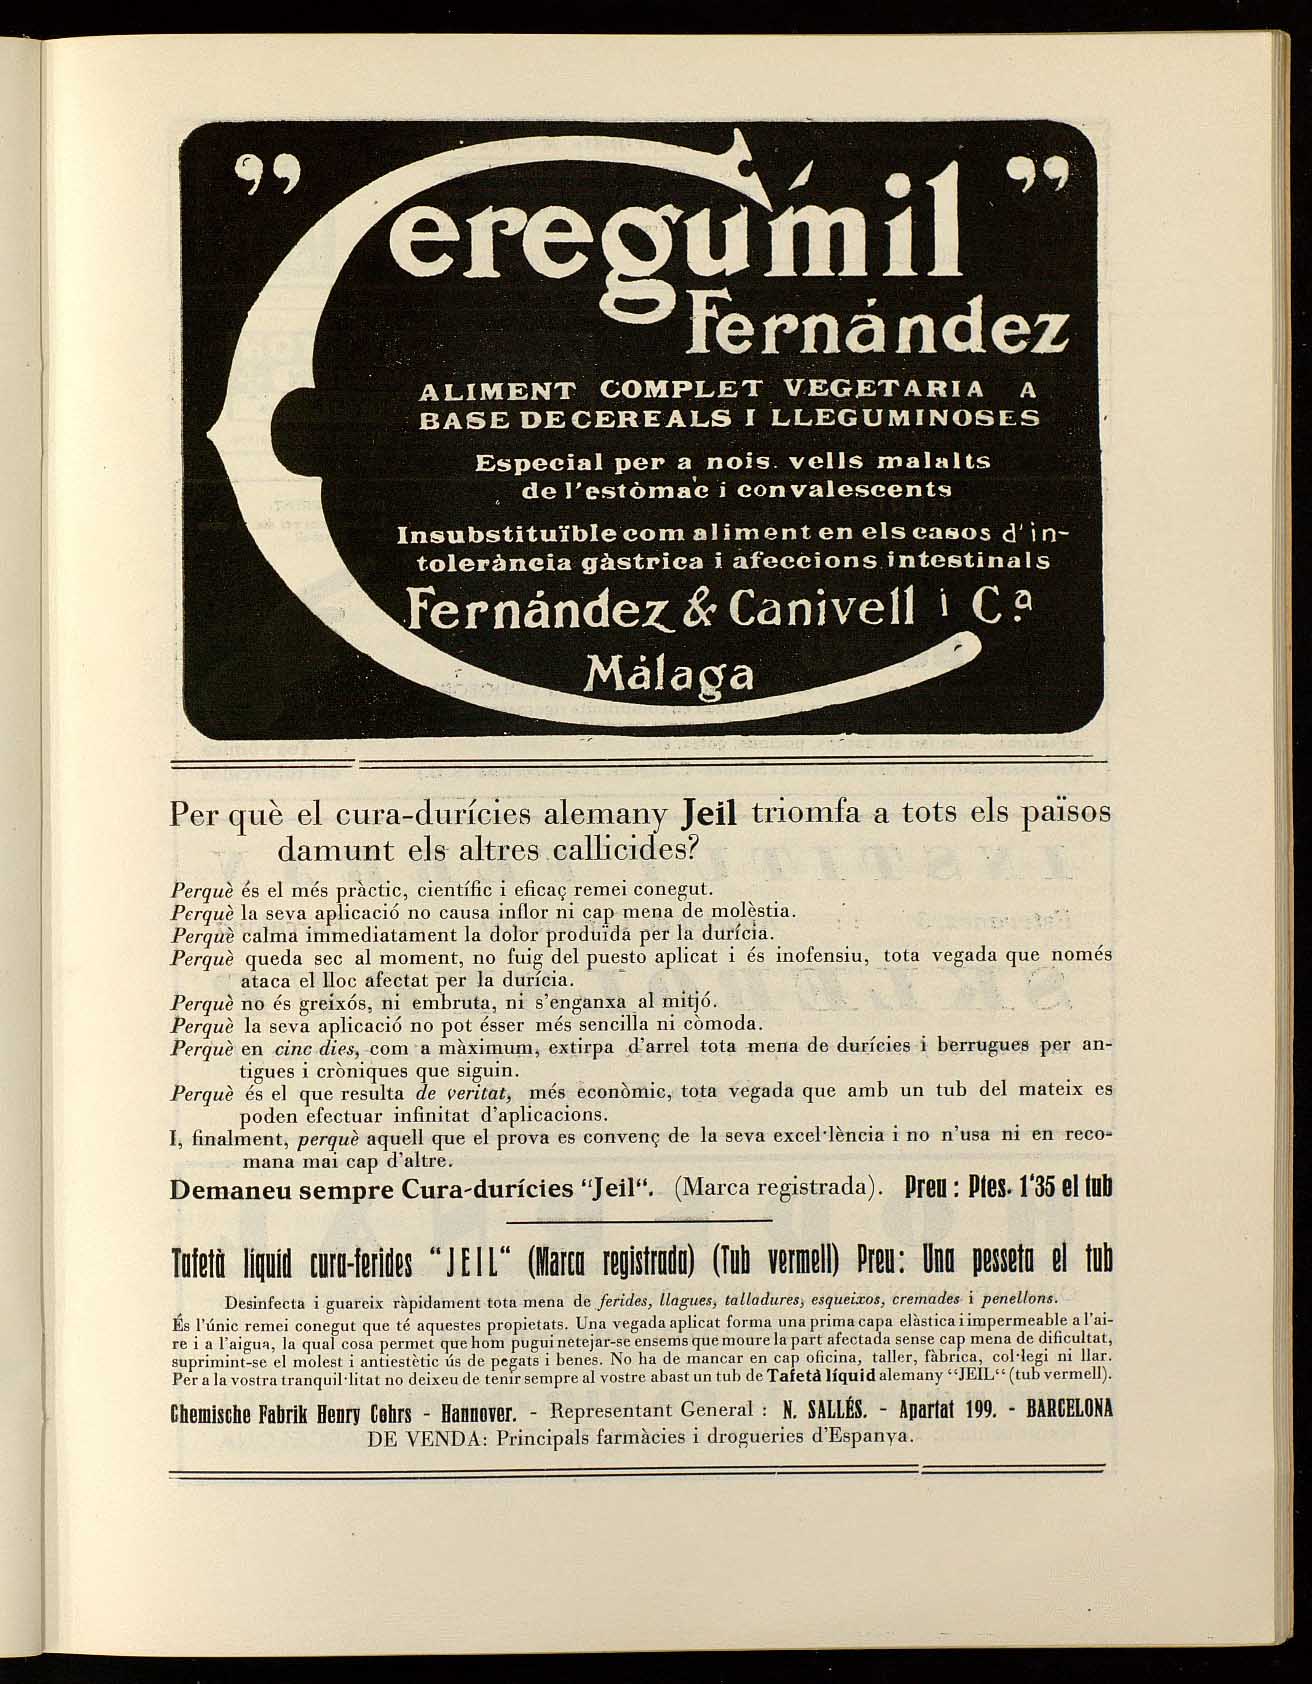 ”Ceregumil”
Fernández
ALIMENT COMPLET VEGETARIA A
BASE DE CEREALS I LLEGUMINOSES
Especial per a nois. vells malalts
de l'estòmac i convalescents
Insubstituïble com aliment en els casos d'in-
tolerància gàstrica i afeccions intestinals
Fernández & Canivell i Cª
Málaga
Per què el cura-durícies alemany Jeil triomfa a tots els països
damunt els altres callicides?
Perquè és el més pràctic, científic i eficaç remei conegut.
Perquè la seva aplicació no causa inflor ni cap mena de molèstia.
Perquè calma immediatament la dolor produïda per la durícia.
Perquè queda sec al moment, no fuig del puesto aplicat i és inofensiu, tota vegada que només
ataca el lloc afectat per la durícia.
Perquè no és greixós, ni embruta, ni s'enganxa al mitjó.
Perquè la seva aplicació no pot ésser més sencilla ni còmoda.
Perquè en cinc dies, com a màximum, extirpa d'arrel tota mena de durícies i berrugues per an-
tigues i cròniques que siguin.
Perquè és el que resulta de veritat, més econòmic, tota vegada que amb un tub del mateix es
poden efectuar infinitat d'aplicacions.
I, finalment, perquè aquell que el prova es convenç de la seva excel·lència i no n'usa ni en reco-
mana mai cap d'altre.
Demaneu sempre Cura-durícies “Jeil“. (Marca registrada). Preu : Ptes. 1'35 el tub
Tafetà líquid cura-ferides “JEIL“ (Marca registrada) (Tub vermell) Preu: Una pesseta el tub
Desinfecta i guareix ràpidament tota mena de ferides, llagues, talladures, esqueixos, cremades i penellons.
És l'únic remei conegut que té aquestes propietats. Una vegada aplicat forma una prima capa elàstica i impermeable a l'ai-
re i a l'aigua, la qual cosa permet que hom pugui netejar-se ensems que moure la part afectada sense cap mena de dificultat,
suprimint-se el molest i antiestètic ús de pegats i benes. No ha de mancar en cap oficina, taller, fàbrica, col·legi ni llar.
Per a la vostra tranquil·litat no deixeu de tenir sempre al vostre abast un tub de Tafetà líquid alemany “JEIL“ (tub vermell).
Chemische Fabrik Henry Cohrs - Hannover. - Representant General : N. SALLÉS. - Apartat 199. - BARCELONA
DE VENDA: Principals farmàcies i drogueries d'Espanya.